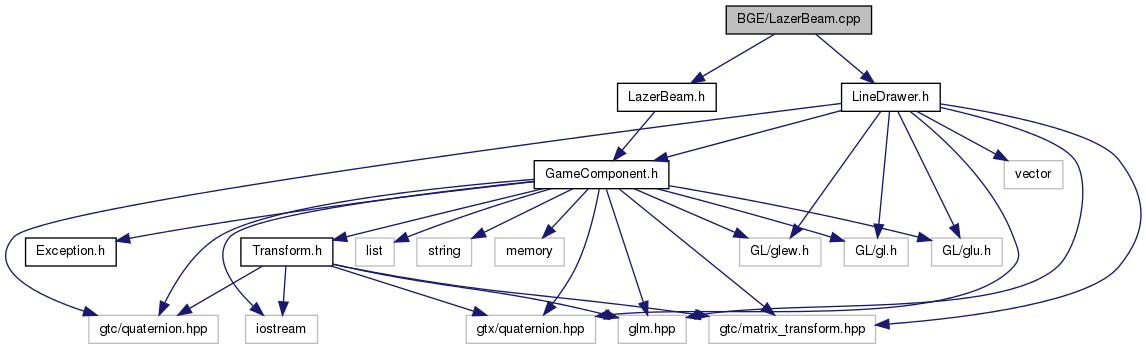 BGE/LazerBeam.cpp
LazerBeam.h
LineDrawer.h
GameComponent.h
vector
Exception.h
Transform.h
list
string
memory
GL/glew.h
GL/gl.h
GL/glu.h
gtc/quaternion.hpp
iostream
gtx/quaternion.hpp
glm.hpp
gtc/matrix_transform.hpp